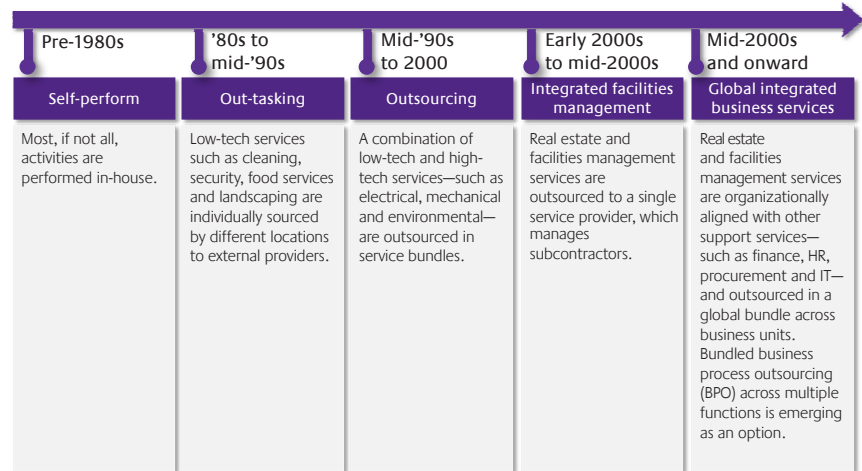 Pre-1980s
Self-perform
Most, if not all,
activities are
performed in-house.
’80s to
mid-’90s
Out-tasking
Low-tech services
such as cleaning,
security, food services
and landscaping are
individually sourced
by different locations
to external providers.
Mid-’90s
to 2000
Outsourcing
A combination of
low-tech and high-
tech services—such as
electrical, mechanical
and environmental—
are outsourced in
service bundles.
Early 2000s
to mid-2000s
Integrated facilities
management
Real estate and
facilities management
services are
outsourced to a single
service provider, which
manages
subcontractors.
Mid-2000s
and onward
Global integrated
business services
Real estate
and facilities
management services
are organizationally
aligned with other
support services—
such as finance, HR,
procurement and IT—
and outsourced in a
global bundle across
business units.
Bundled business
process outsourcing
(BPO) across multiple
functions is emerging
as an option.